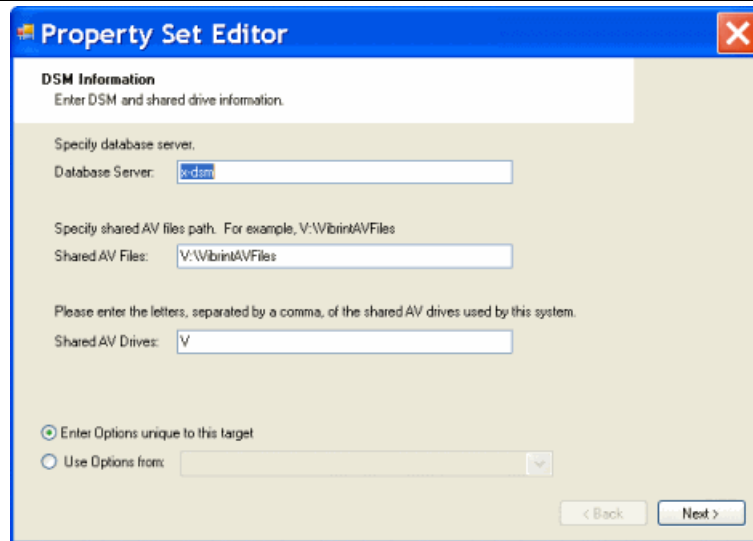 Property Set Editor
DSM Information
Enter DSM and shared drive information.
Specify database server.
Database Server: x-dsm
Specify shared AV files path. For example, V:\VibrintAVFiles
Shared AV Files: V:\VibrintAVFiles
Please enter the letters, separated by a comma, of the shared AV drives used by this system.
Shared AV Drives: V
Enter Options unique to this target
Use Options from:
< Back Next >